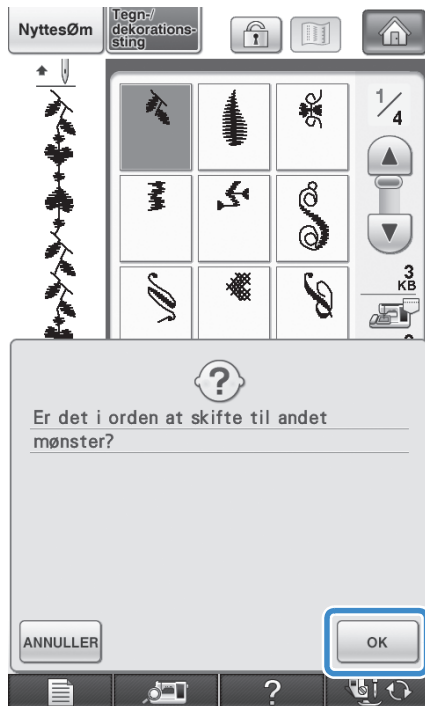 NyttesØm
Tegn-/
dekorations-
sting
1/4
3
KB
Er det i orden at skifte til andet
mønster?
ANNULLER
OK
?